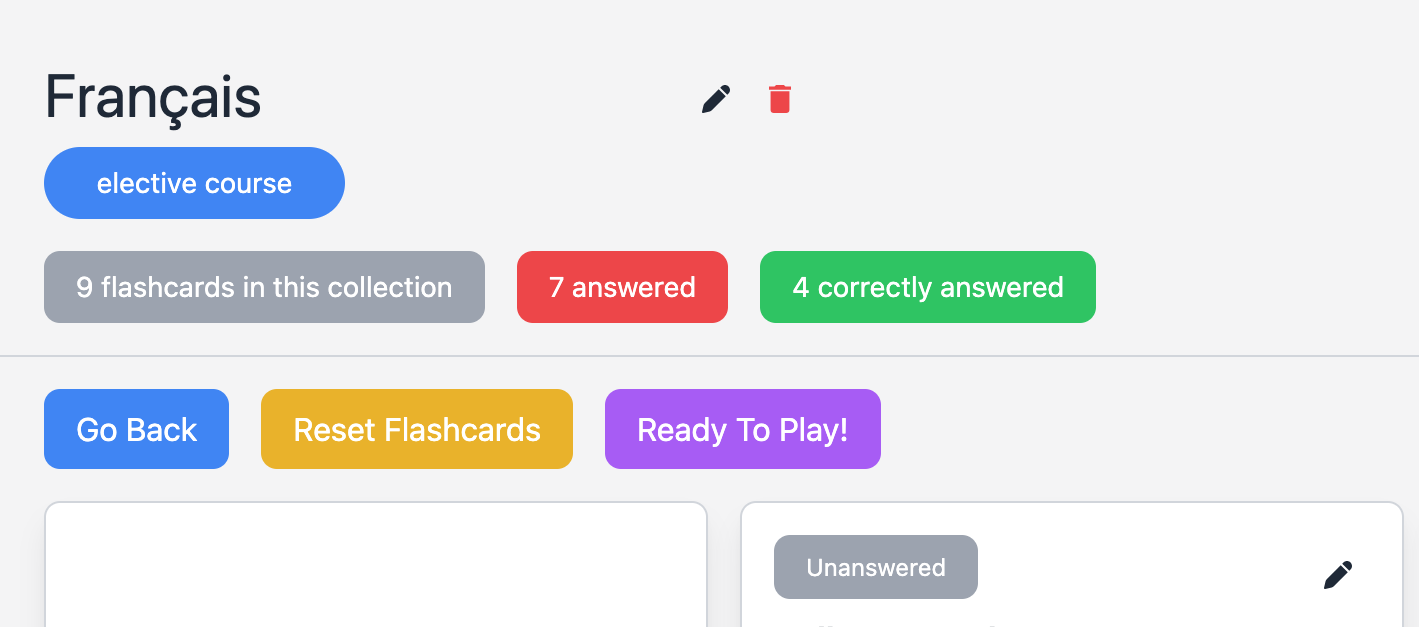 Français
elective course
9 flashcards in this collection
7 answered
4 correctly answered
Go Back
Reset Flashcards
Ready To Play!
Unanswered